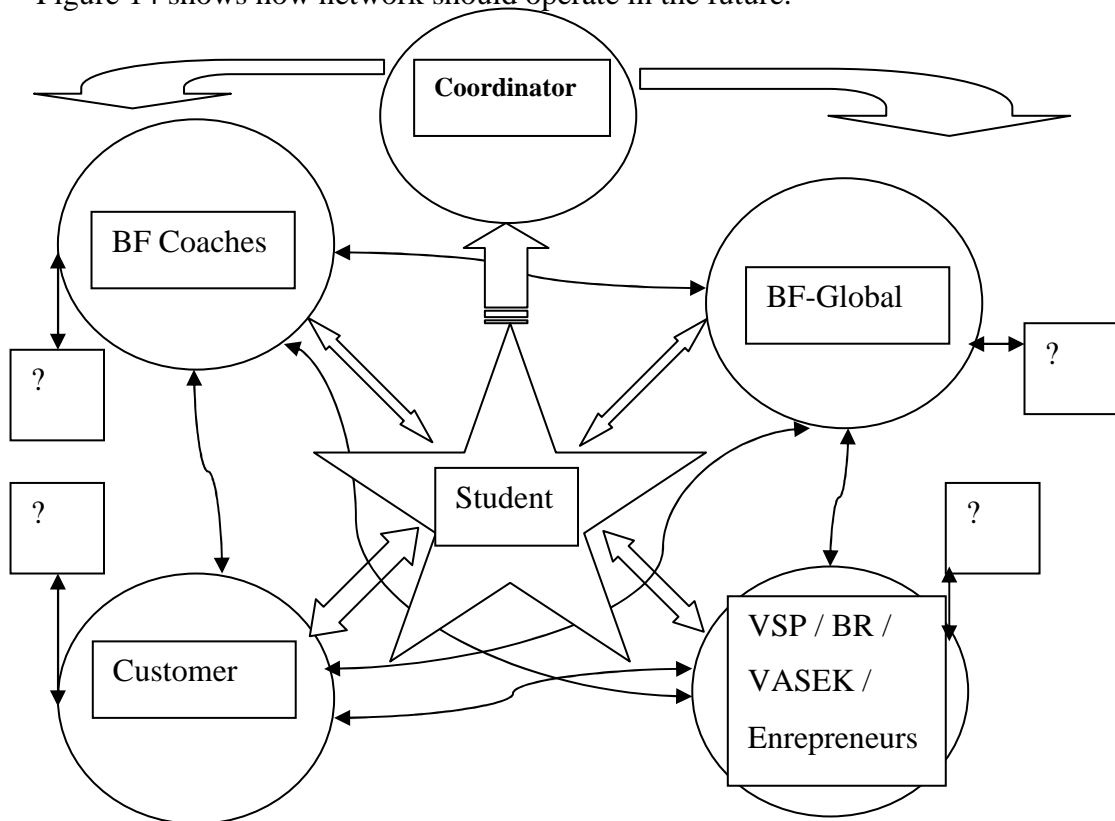 Figure 14 shows how network should operate in the future.
Coordinator
BF Coaches
BF-Global
?
?
?
?
Student
Customer
VSP / BR /
VASEK /
Enrepreneurs